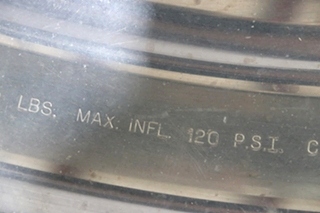 LBS. MAX. INFL. 120 P.S.I. C